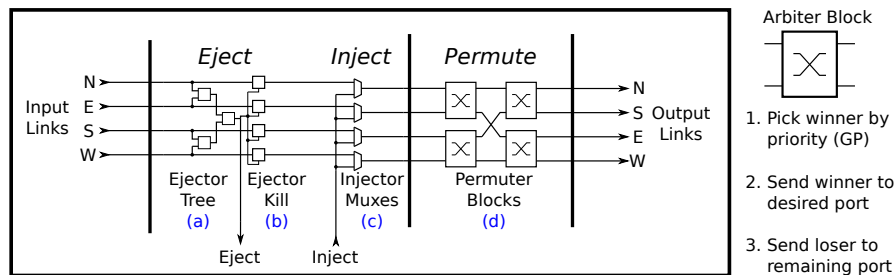 Eject
Inject
Permute
Arbiter Block
Input
Links
N
E
S
W
N
S
E
W
Output
Links
Ejector
Tree
(a)
Ejector
Kill
(b)
Injector
Muxes
(c)
Permuter
Blocks
(d)
Eject
Inject
1. Pick winner by
priority (GP)
2. Send winner to
desired port
3. Send loser to
remaining port